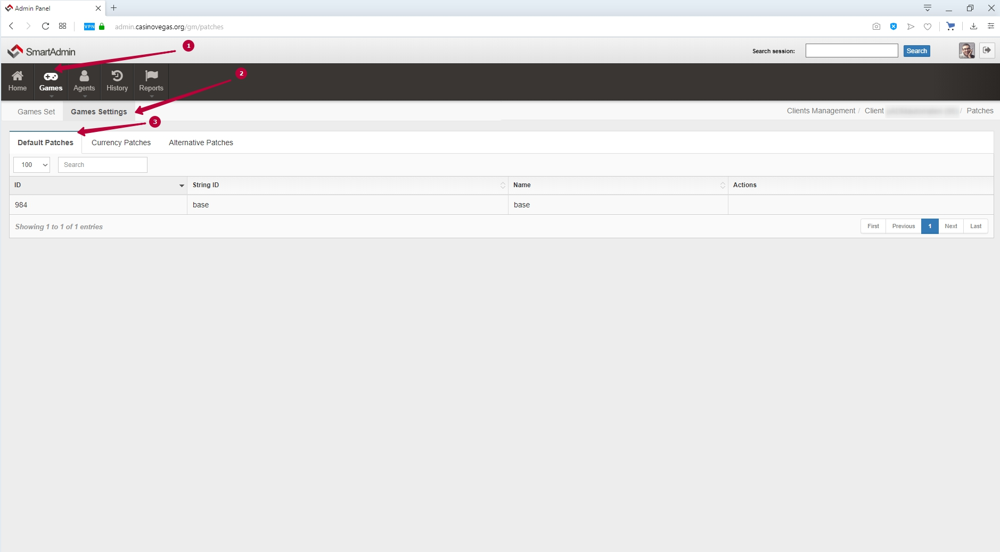 Admin Panel
VPN admin.casinovegas.org/gm/patches
1
SmartAdmin
Search session: Search
2
Home Games Agents History Reports
Games Set Games Settings
Clients Management / Client / Patches
3
Default Patches Currency Patches Alternative Patches
100 Search
ID String ID Name Actions
984 base base
Showing 1 to 1 of 1 entries
First Previous 1 Next Last